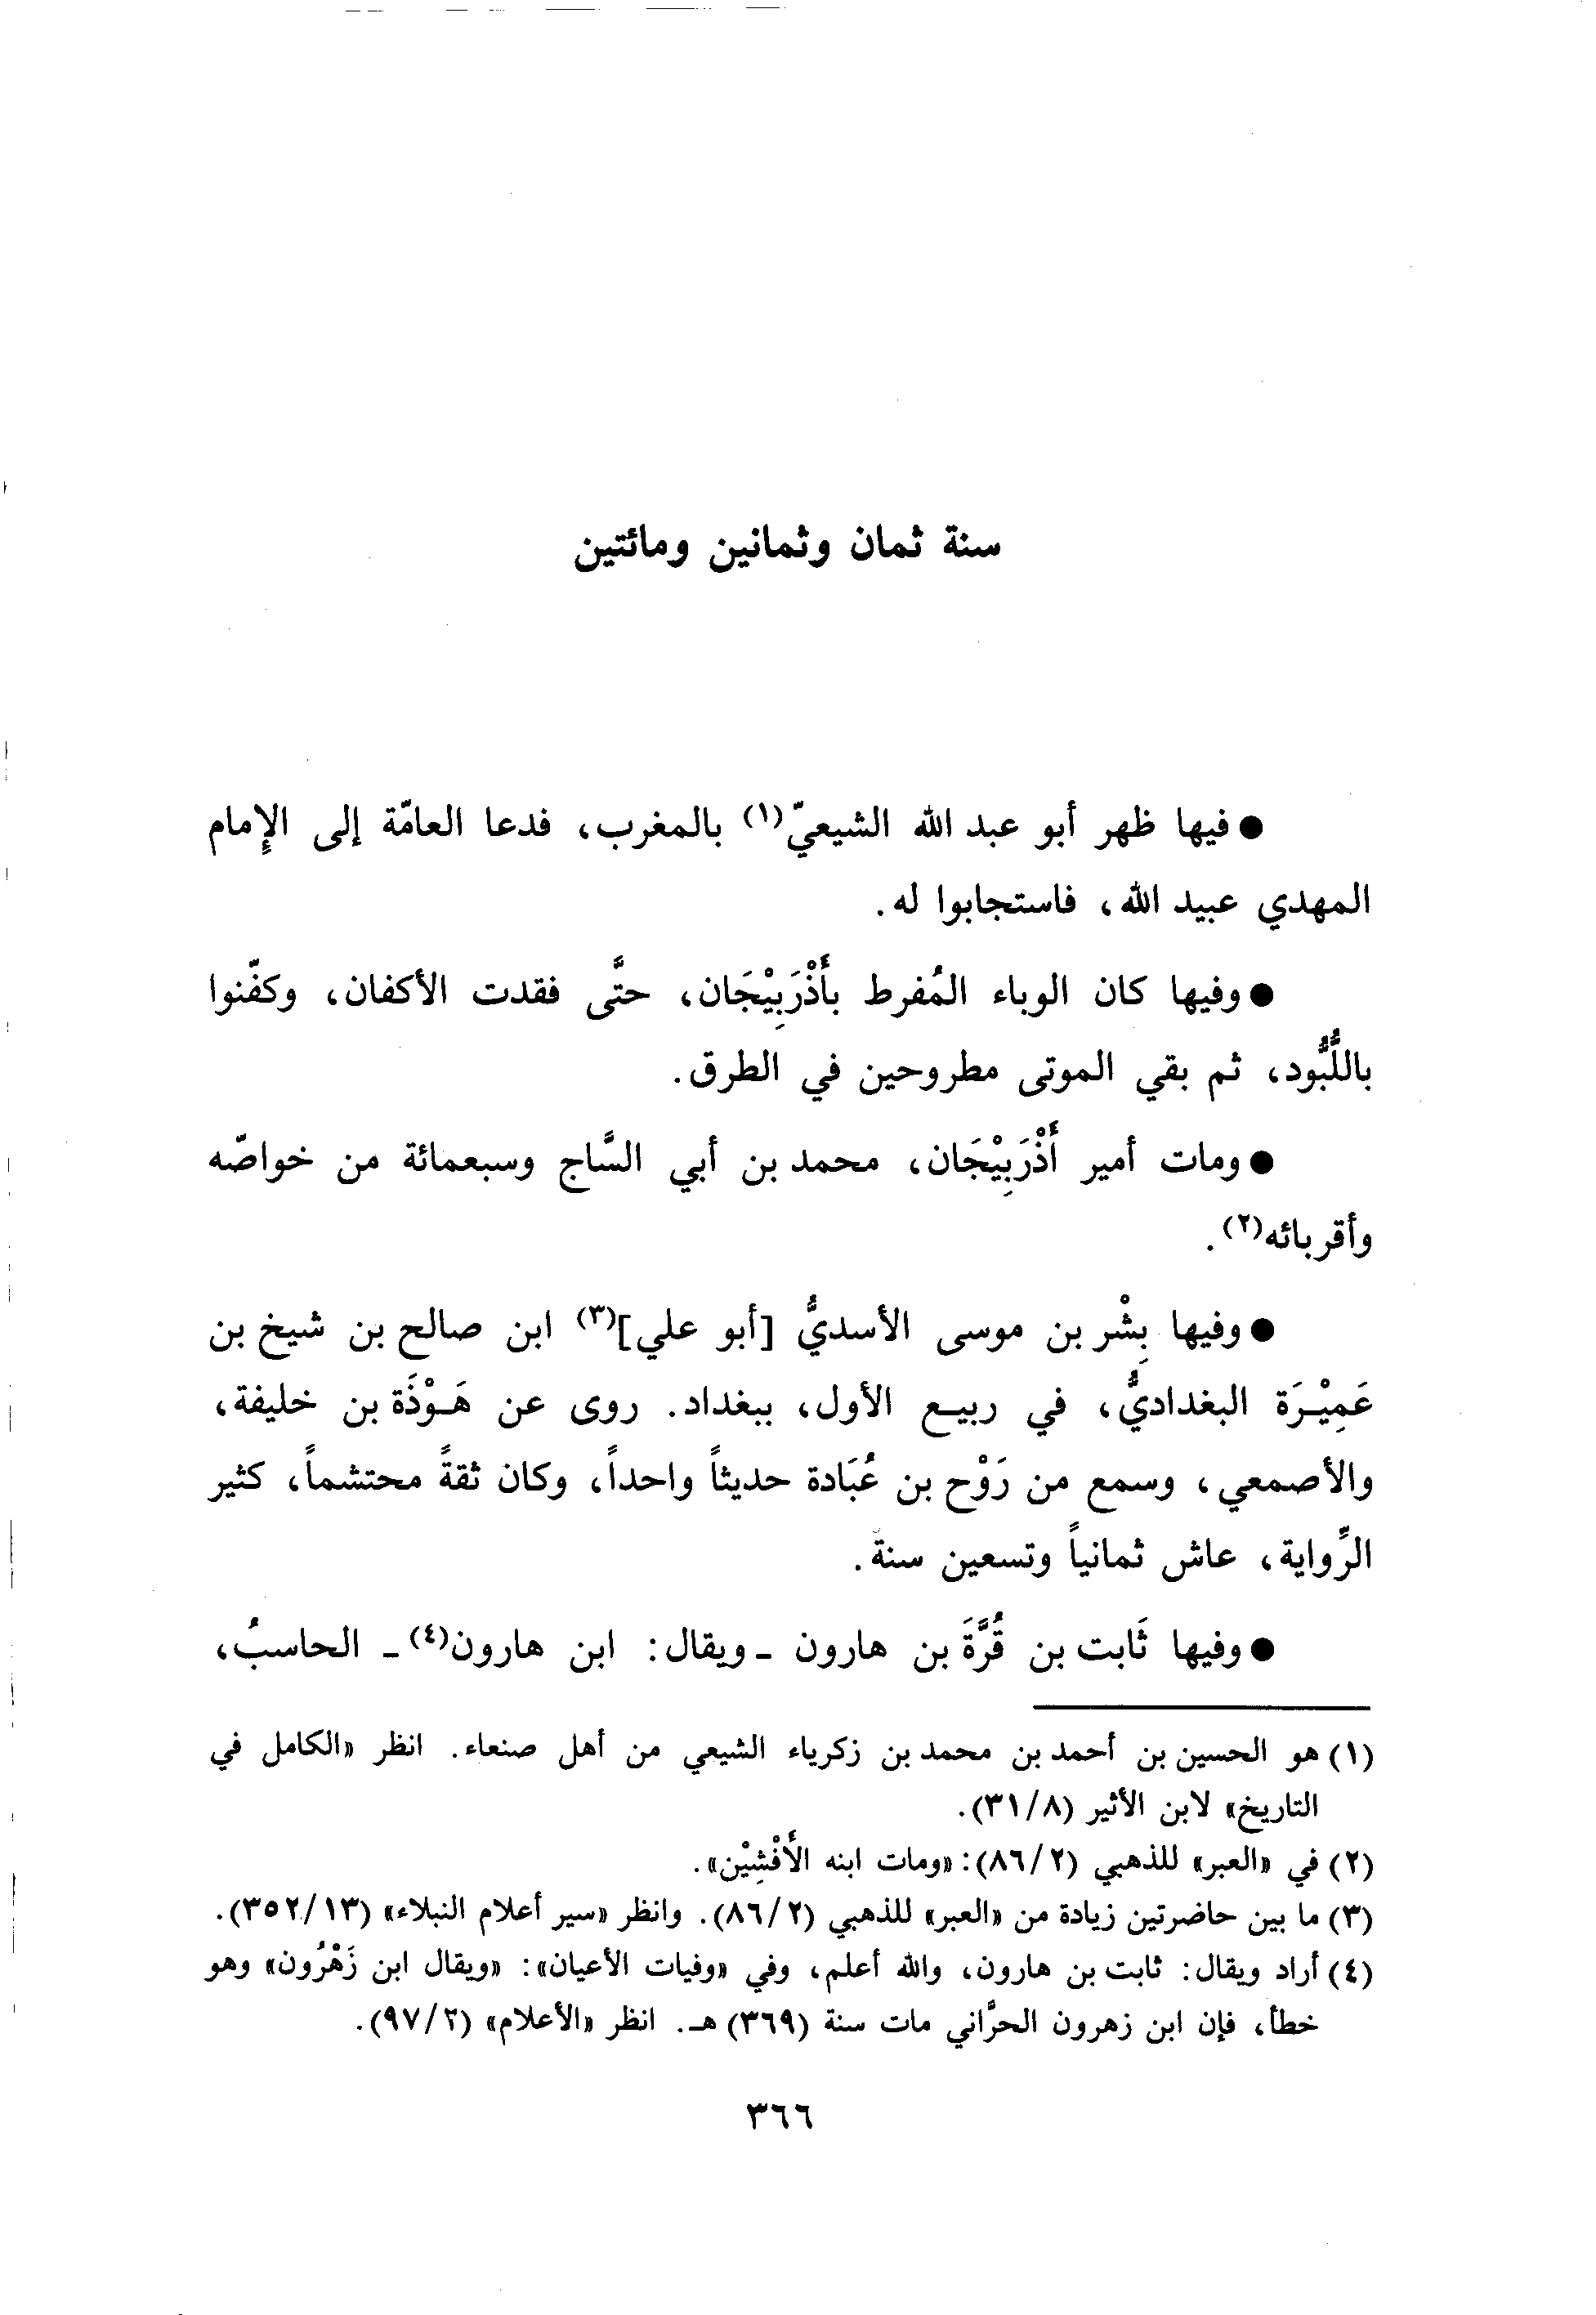 سنة ثمان وثمانين ومائتين
● فيها ظهر أبو عبد الله الشيعيّ(١) بالمغرب، فدعا العامّة إلى الإِمام
المهدي عبيد الله، فاستجابوا له.
● وفيها كان الوباء المُفرط بأَذْرَبِيْجَان، حتَّى فقدت الأكفان، وكفّنوا
باللُّبُود، ثم بقي الموتى مطروحين في الطرق.
● ومات أمير أَذْرَبِيْجَان، محمد بن أبي السَّاج وسبعمائة من خواصّه
وأقربائه(٢).
● وفيها بِشْر بن موسى الأسديُّ [أبو علي](٣) ابن صالح بن شيخ بن
عَمِيْرَة البغداديُّ، في ربيع الأول، ببغداد. روى عن هَوْذَة بن خليفة،
والأصمعي، وسمع من رَوْح بن عُبَادة حديثاً واحداً، وكان ثقةً محتشماً، كثير
الرِّواية، عاش ثمانياً وتسعين سنة.
● وفيها ثَابت بن قُرَّةَ بن هارون - ويقال: ابن هارون(٤) - الحاسبُ،
(١) هو الحسين بن أحمد بن محمد بن زكرياء الشيعي من أهل صنعاء. انظر «الكامل في
التاريخ» لابن الأثير (٣١/٨).
(٢) في «العبر» للذهبي (٨٦/٢): «ومات ابنه الأَفْشِيْن».
(٣) ما بين حاضرتين زيادة من «العبر» للذهبي (٨٦/٢). وانظر «سير أعلام النبلاء» (٣٥٢/١٣).
(٤) أراد ويقال: ثابت بن هارون، والله أعلم، وفي «وفيات الأعيان»: «ويقال ابن زَهْرُون» وهو
خطأ، فإن ابن زهرون الحرَّاني مات سنة (٣٦٩) هـ. انظر «الأعلام» (٩٧/٢).
٣٦٦